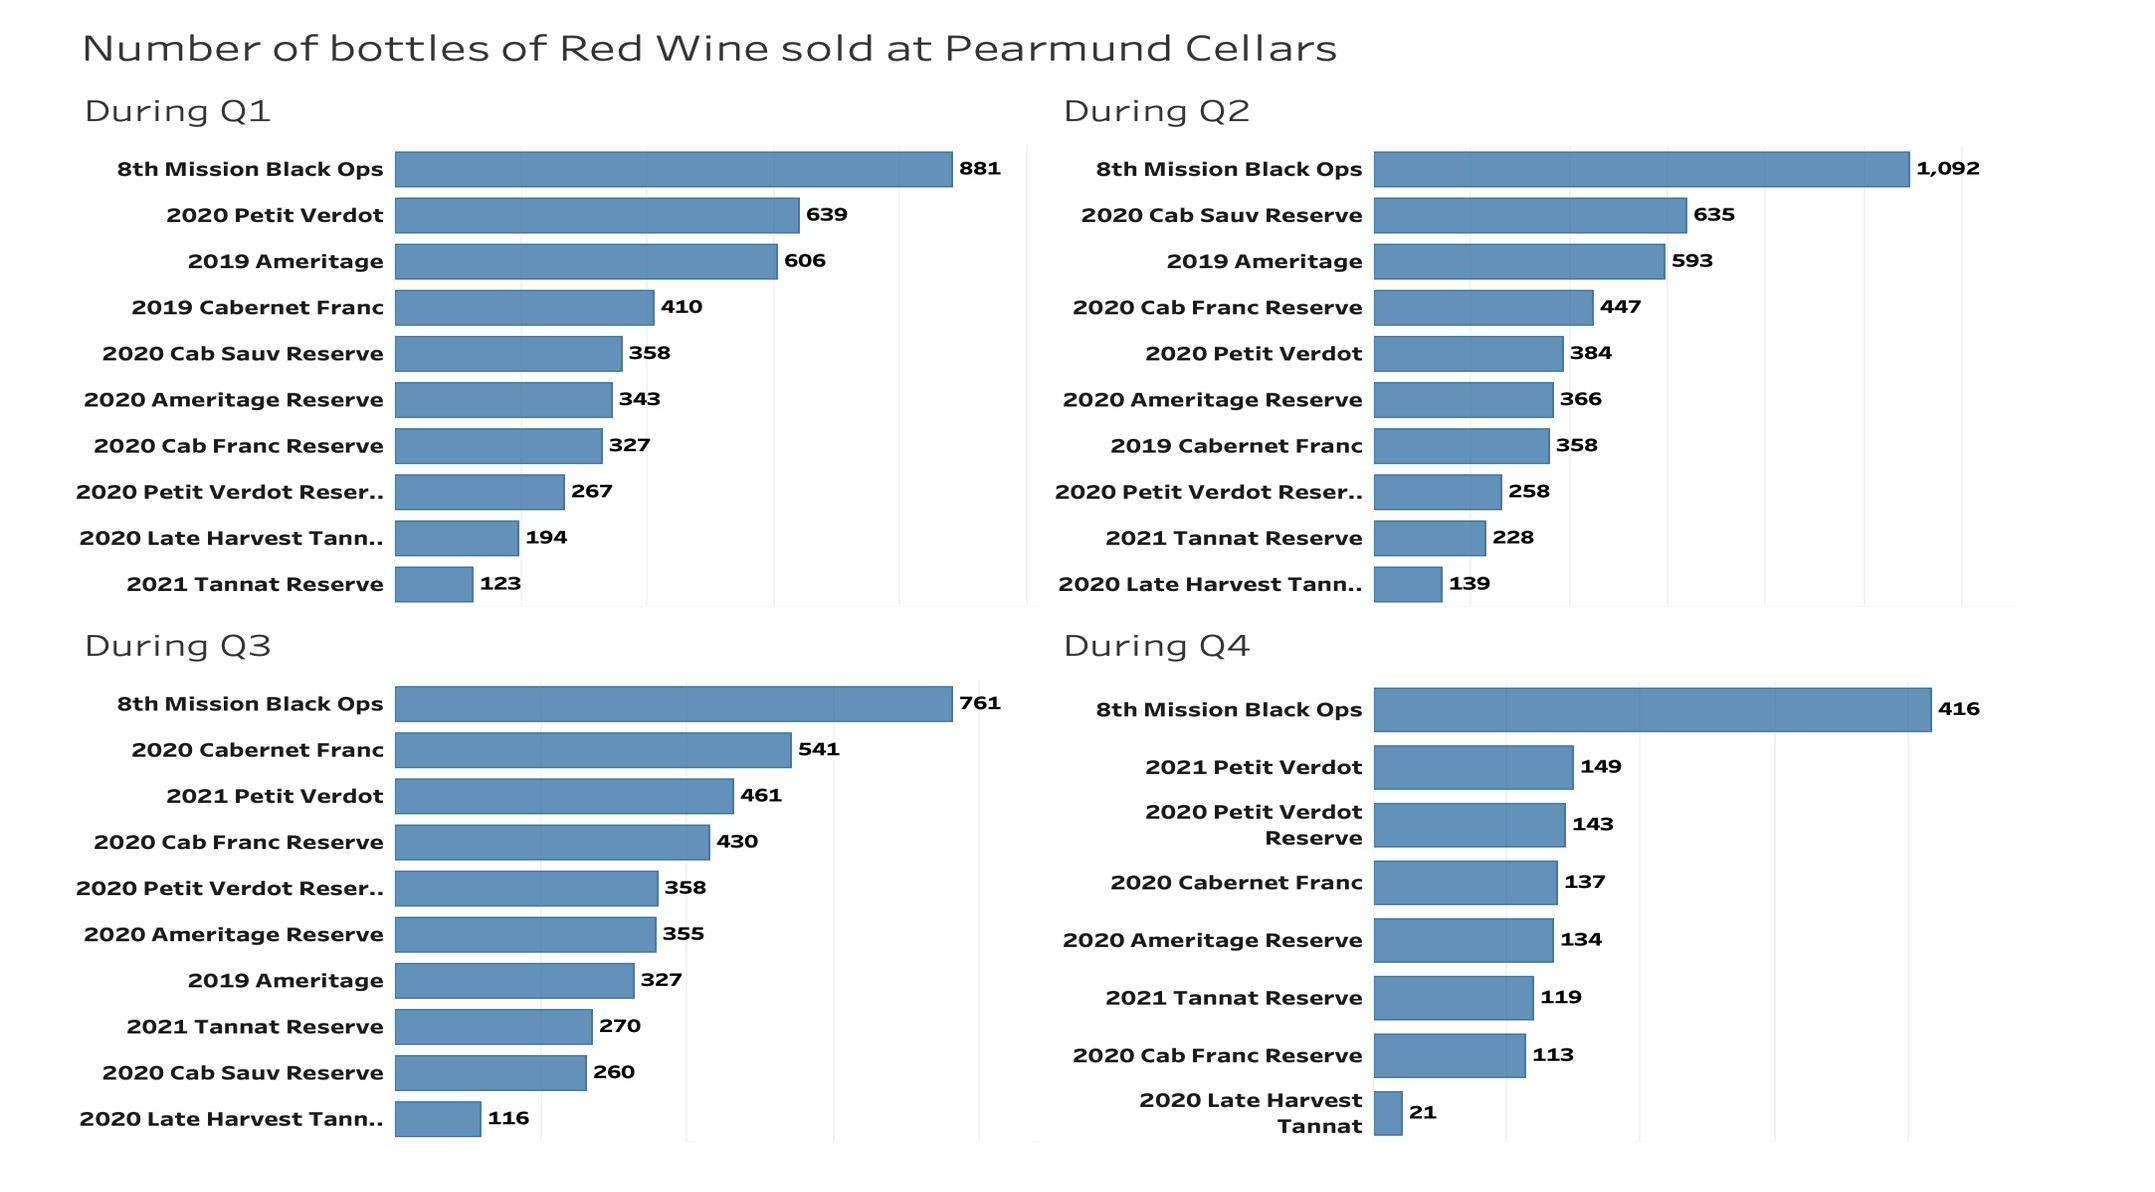 Number of bottles of Red Wine sold at Pearmund Cellars
During Q1
8th Mission Black Ops 881
2020 Petit Verdot 639
2019 Ameritage 606
2019 Cabernet Franc 410
2020 Cab Sauv Reserve 358
2020 Ameritage Reserve 343
2020 Cab Franc Reserve 327
2020 Petit Verdot Reser.. 267
2020 Late Harvest Tann.. 194
2021 Tannat Reserve 123
During Q2
8th Mission Black Ops 1,092
2020 Cab Sauv Reserve 635
2019 Ameritage 593
2020 Cab Franc Reserve 447
2020 Petit Verdot 384
2020 Ameritage Reserve 366
2019 Cabernet Franc 358
2020 Petit Verdot Reser.. 258
2021 Tannat Reserve 228
2020 Late Harvest Tann.. 139
During Q3
8th Mission Black Ops 761
2020 Cabernet Franc 541
2021 Petit Verdot 461
2020 Cab Franc Reserve 430
2020 Petit Verdot Reser.. 358
2020 Ameritage Reserve 355
2019 Ameritage 327
2021 Tannat Reserve 270
2020 Cab Sauv Reserve 260
2020 Late Harvest Tann.. 116
During Q4
8th Mission Black Ops 416
2021 Petit Verdot 149
2020 Petit Verdot
Reserve 143
2020 Cabernet Franc 137
2020 Ameritage Reserve 134
2021 Tannat Reserve 119
2020 Cab Franc Reserve 113
2020 Late Harvest
Tannat 21